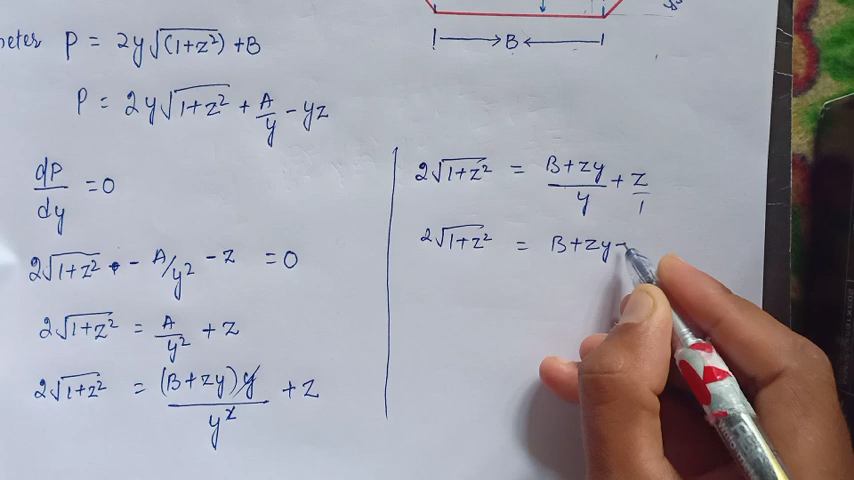 B
P = 2y√(1+z²) + B
P = 2y√1+z² + A/y - yz
dP/dy = 0
2√1+z² - A/y² - z = 0
2√1+z² = A/y² + z
2√1+z² = (B+zy)y/y² + z
2√1+z² = B+zy/y + z/1
2√1+z² = B+zy